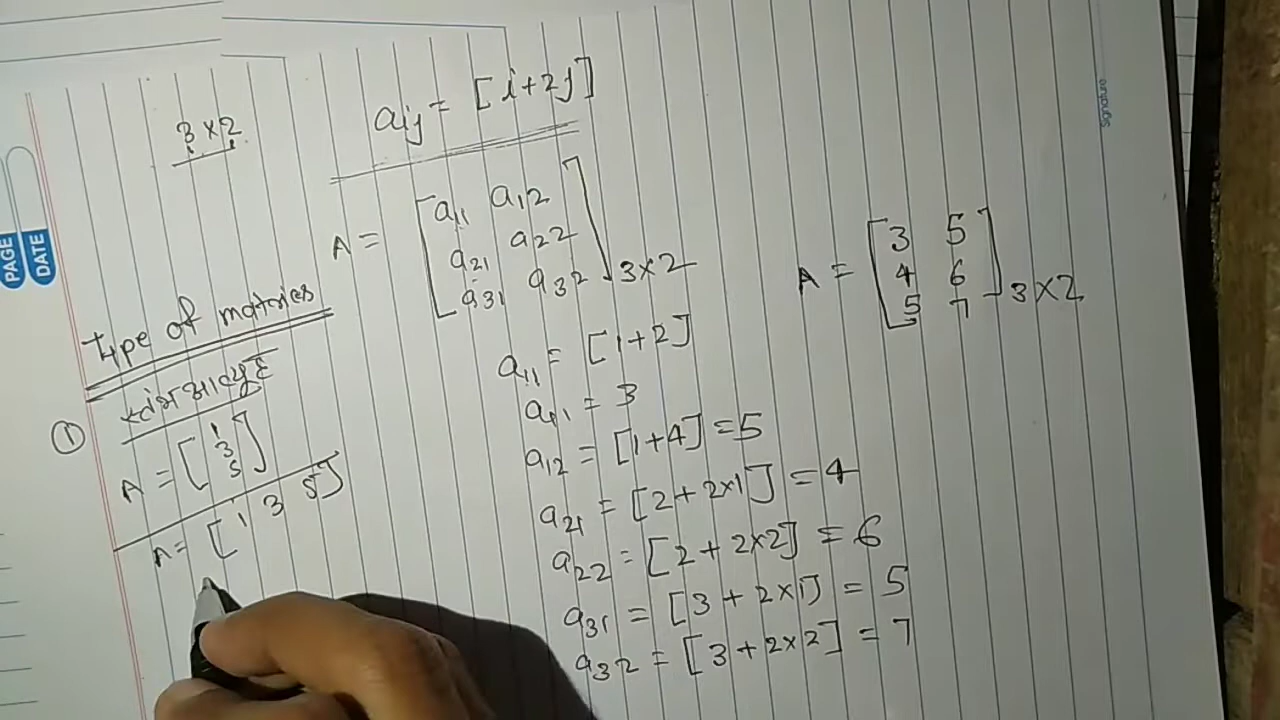 3×2
aij = [i+2j]
A = [a11 a12
a21 a22
a31 a32] 3×2
A = [3 5
4 6
5 7] 3×2
a11 = [1+2]
a11 = 3
a12 = [1+4] = 5
a21 = [2+2×1] = 4
a22 = [2+2×2] = 6
a31 = [3+2×1] = 5
a32 = [3+2×2] = 7
type of matrices
①
A = [1
3
5]
A = [1 3 5]
PAGE
DATE
Signature